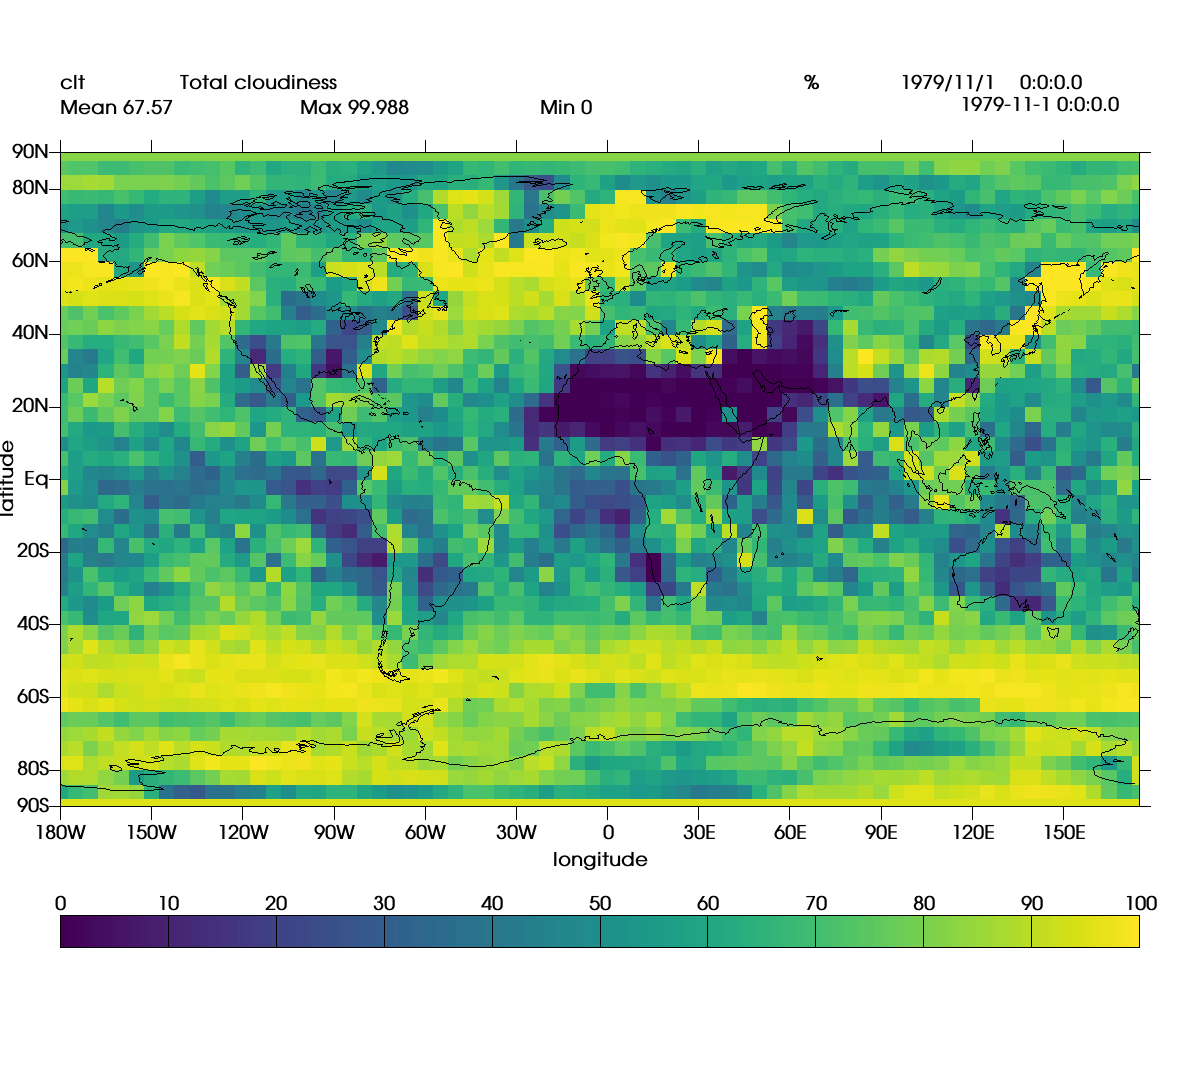 clt Total cloudiness % 1979/11/1 0:0:0.0
Mean 67.57 Max 99.988 Min 0 1979-11-1 0:0:0.0
90N
80N
60N
40N
20N
Eq
20S
40S
60S
80S
90S
latitude
180W 150W 120W 90W 60W 30W 0 30E 60E 90E 120E 150E
longitude
0 10 20 30 40 50 60 70 80 90 100